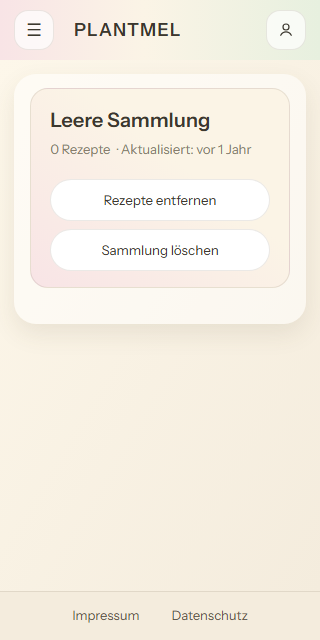 PLANTMEL
Leere Sammlung
0 Rezepte · Aktualisiert: vor 1 Jahr
Rezepte entfernen
Sammlung löschen
Impressum Datenschutz